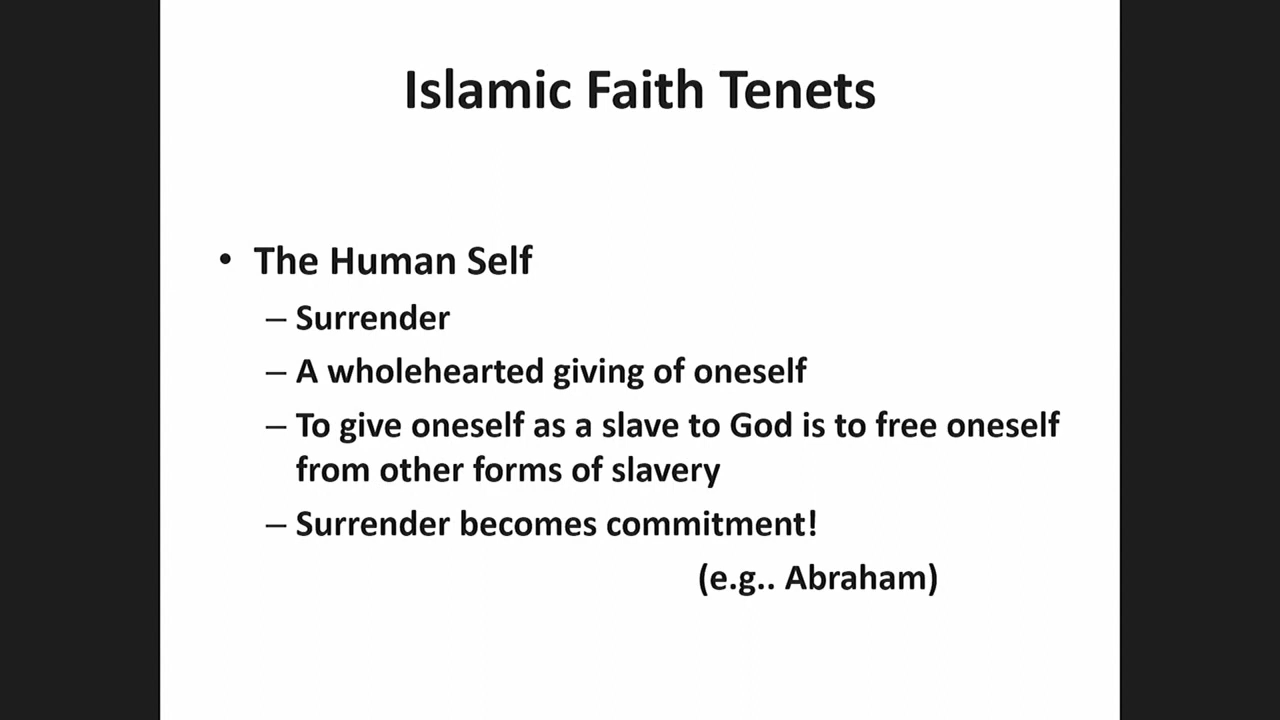 Islamic Faith Tenets
• The Human Self
– Surrender
– A wholehearted giving of oneself
– To give oneself as a slave to God is to free oneself
from other forms of slavery
– Surrender becomes commitment!
(e.g.. Abraham)